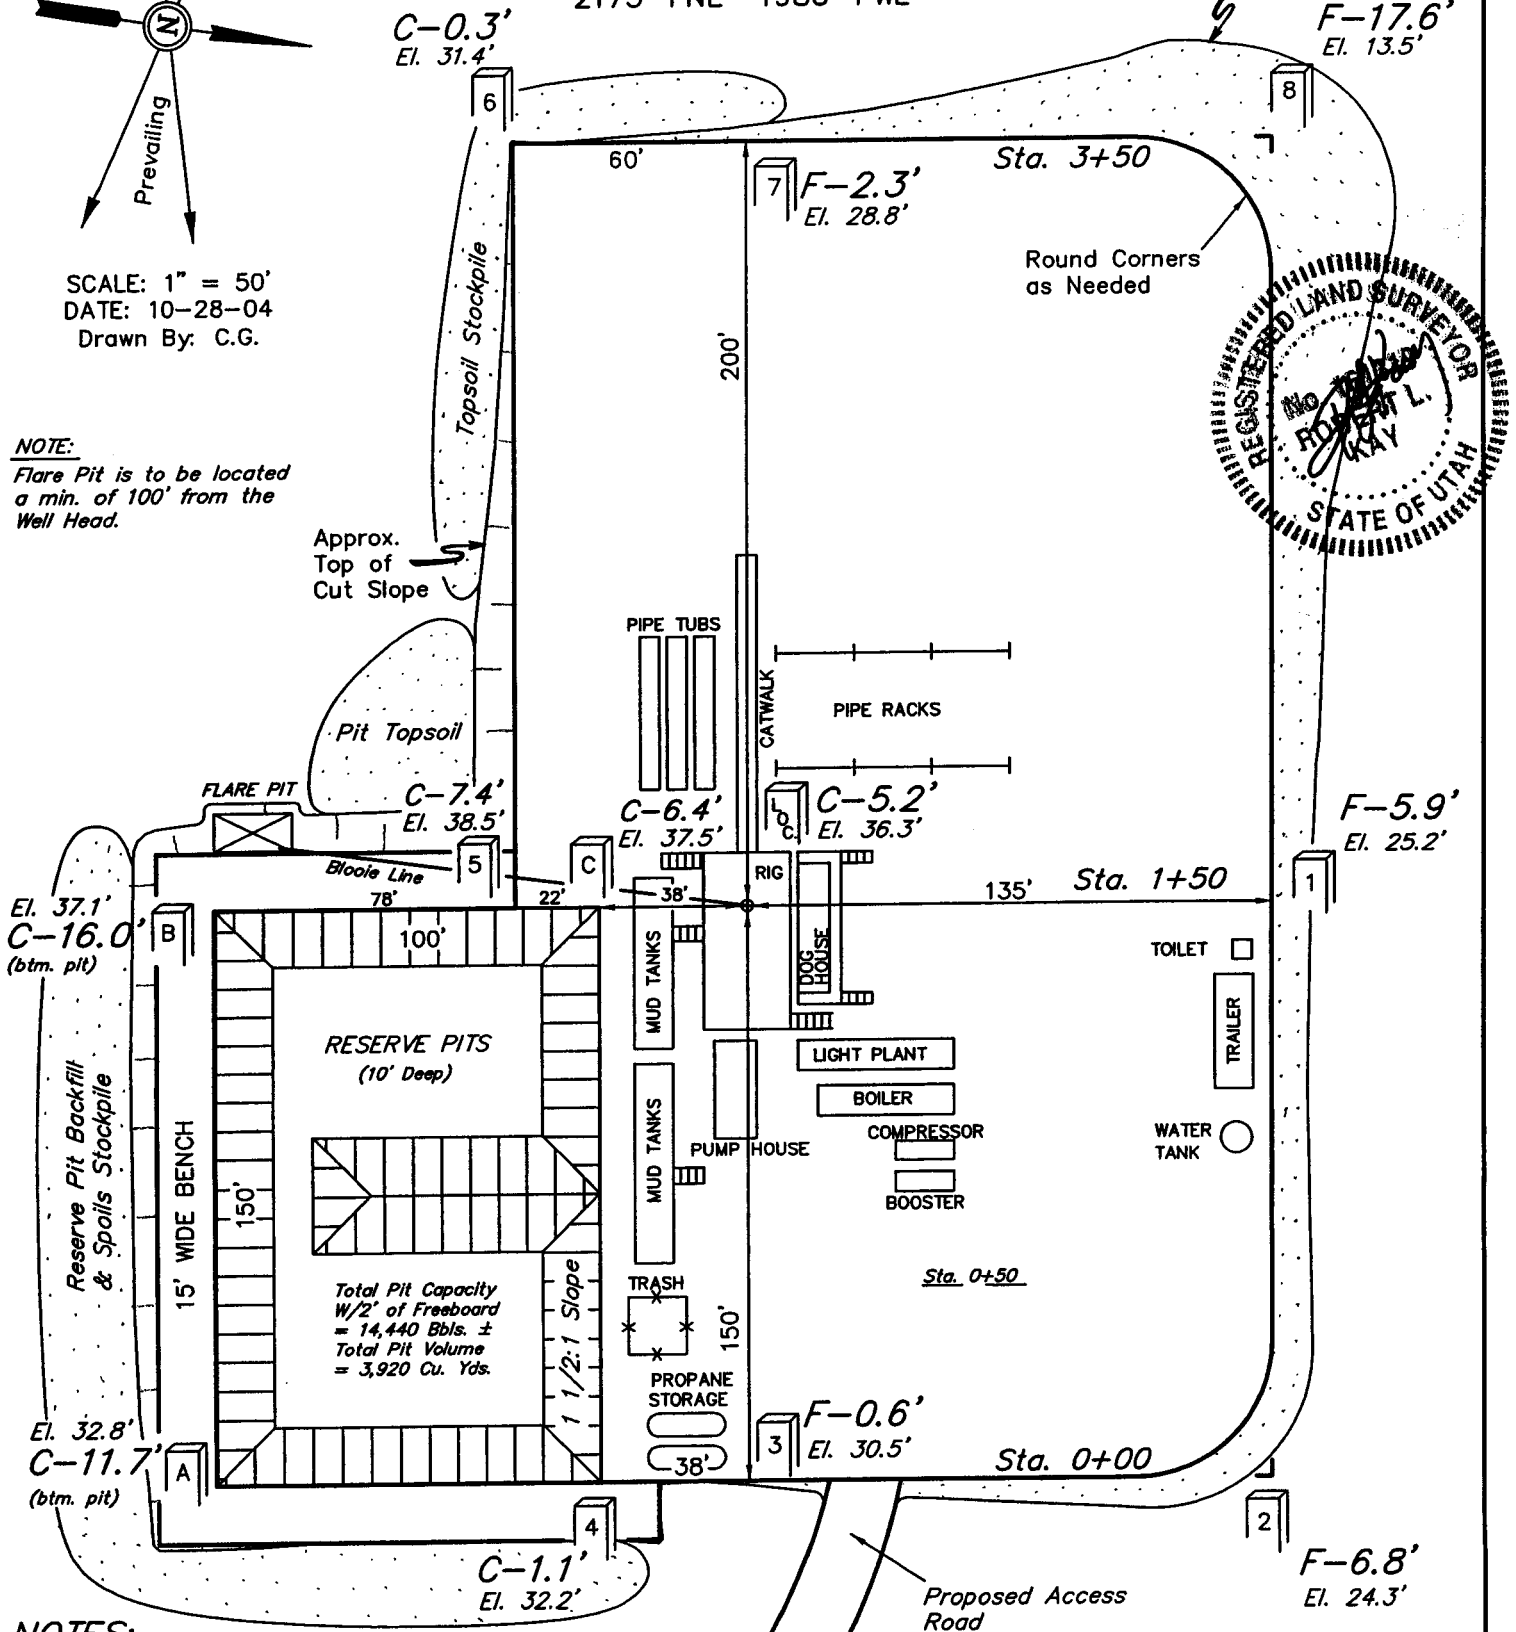 C-0.3'
El. 31.4'
F-17.6'
El. 13.5'
N
Prevailing
6
8
60'
Sta. 3+50
7
F-2.3'
El. 28.8'
SCALE: 1" = 50'
DATE: 10-28-04
Drawn By: C.G.
Topsoil Stockpile
Round Corners
as Needed
200'
REGISTERED LAND SURVEYOR
No.
ROBERT L.
KAY
STATE OF UTAH
NOTE:
Flare Pit is to be located
a min. of 100' from the
Well Head.
Approx.
Top of
Cut Slope
PIPE TUBS
CATWALK
PIPE RACKS
Pit Topsoil
FLARE PIT
C-7.4'
El. 38.5'
C-6.4'
El. 37.5'
LOC.
C-5.2'
El. 36.3'
F-5.9'
El. 25.2'
5
C
RIG
1
Blooie Line
78'
22'
38'
135'
Sta. 1+50
El. 37.1'
C-16.0'
(btm. pit)
B
100'
MUD TANKS
DOG
HOUSE
TOILET
TRAILER
RESERVE PITS
(10' Deep)
LIGHT PLANT
BOILER
Reserve Pit Backfill
& Spoils Stockpile
15' WIDE BENCH
150'
MUD TANKS
PUMP HOUSE
COMPRESSOR
BOOSTER
WATER
TANK
Total Pit Capacity
W/2' of Freeboard
= 14,440 Bbls. ±
Total Pit Volume
= 3,920 Cu. Yds.
1 1/2:1 Slope
TRASH
150'
Sta. 0+50
PROPANE
STORAGE
38'
3
F-0.6'
El. 30.5'
Sta. 0+00
El. 32.8'
C-11.7'
(btm. pit)
A
4
C-1.1'
El. 32.2'
2
F-6.8'
El. 24.3'
Proposed Access
Road
NOTES: